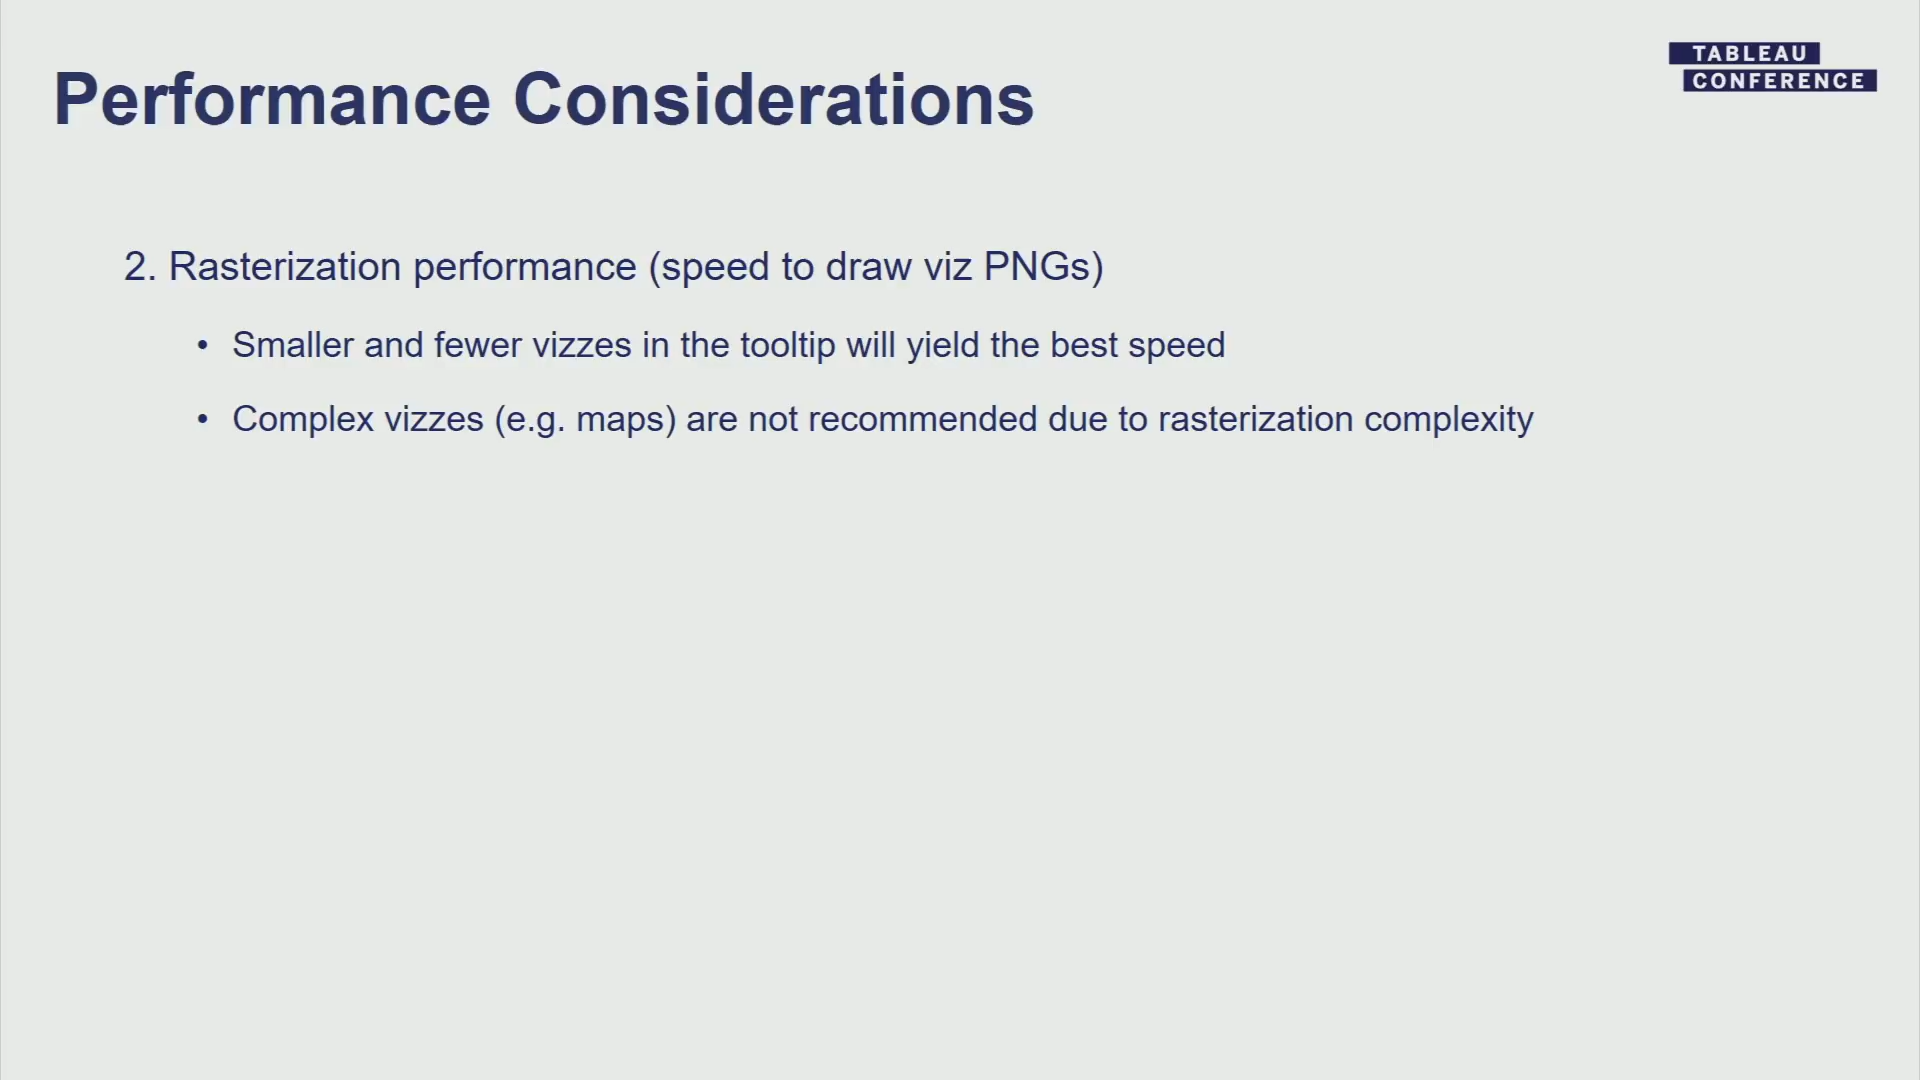 Performance Considerations
TABLEAU
CONFERENCE
2. Rasterization performance (speed to draw viz PNGs)
• Smaller and fewer vizzes in the tooltip will yield the best speed
• Complex vizzes (e.g. maps) are not recommended due to rasterization complexity